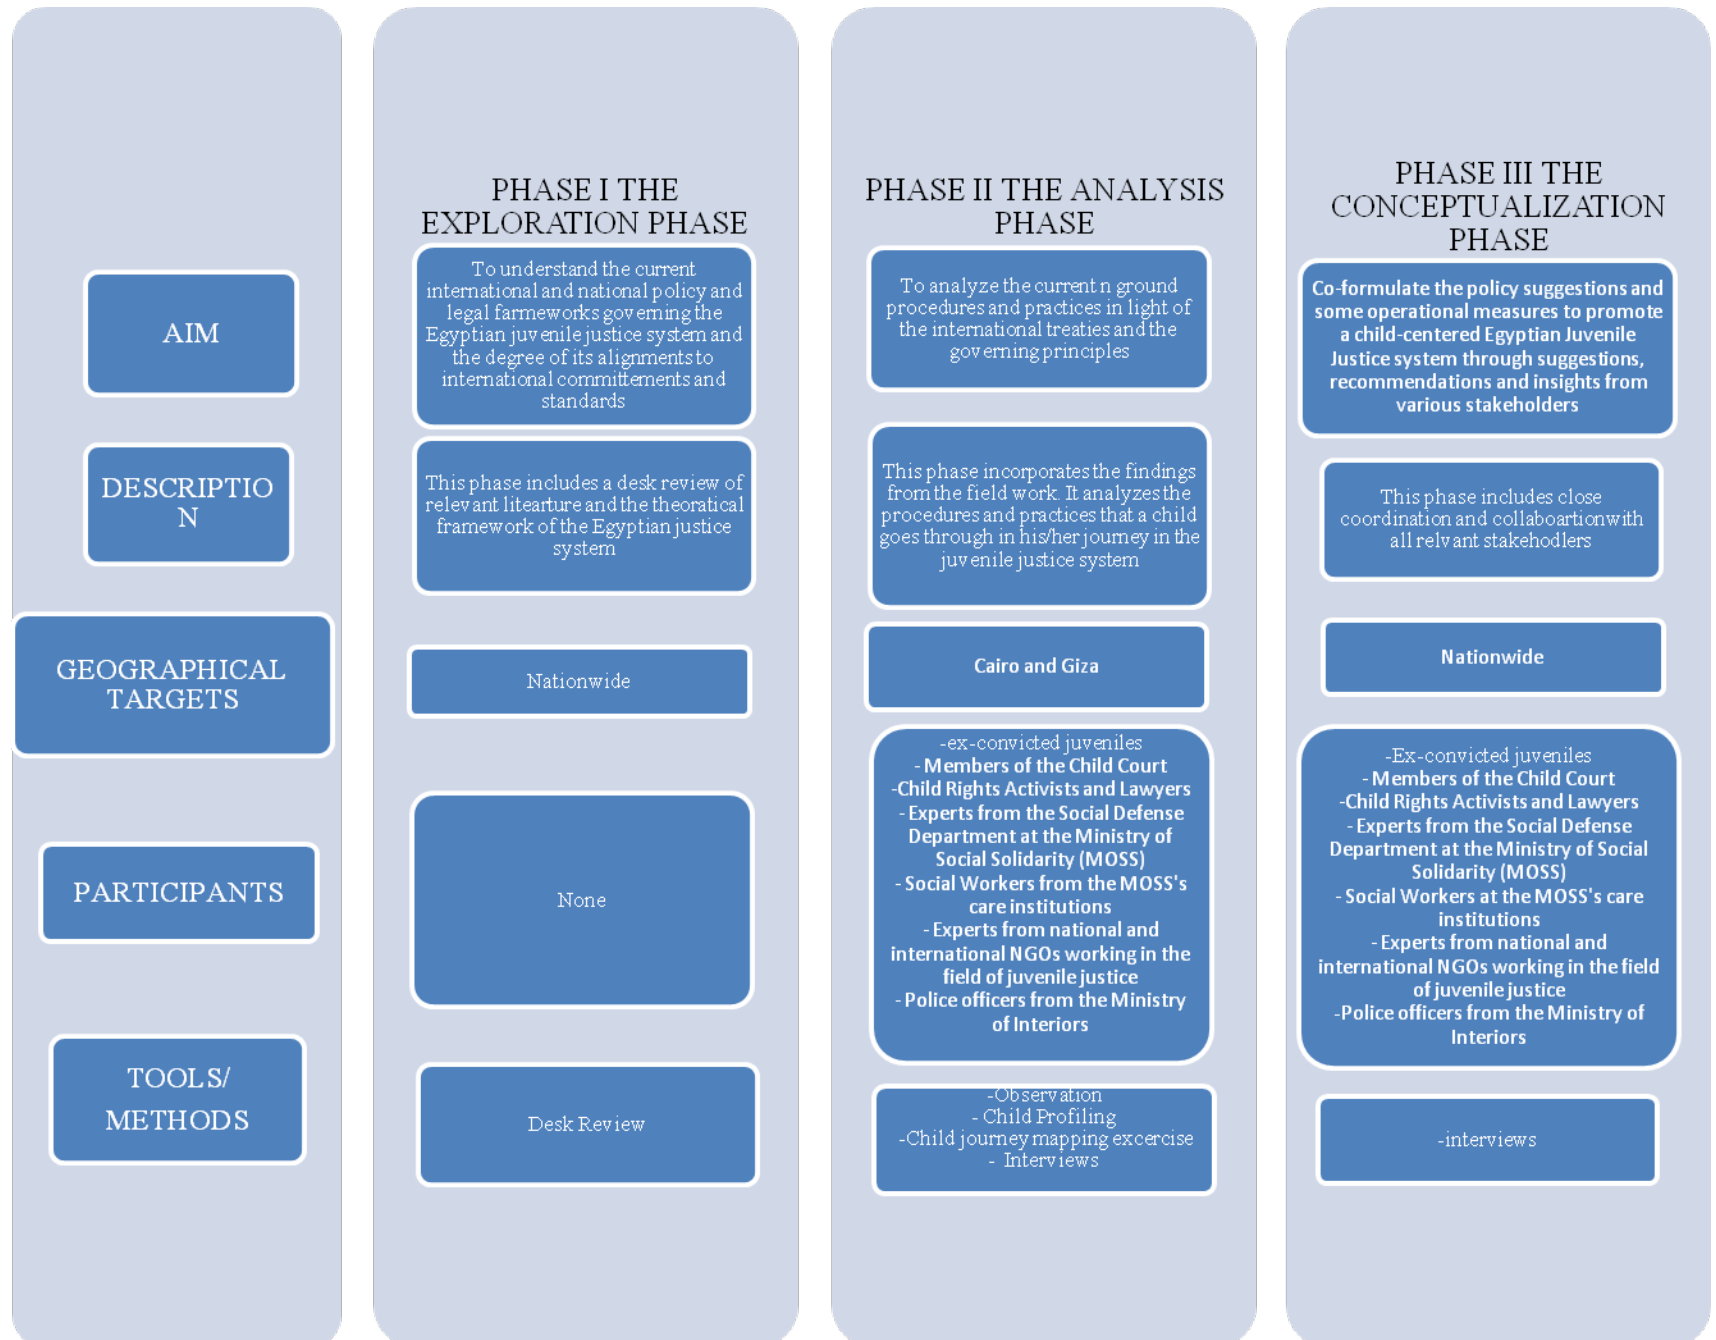 AIM
DESCRIPTIO
N
GEOGRAPHICAL
TARGETS
PARTICIPANTS
TOOLS/
METHODS
PHASE I THE
EXPLORATION PHASE
To understand the current
international and national policy and
legal farmeworks governing the
Egyptian juvenile justice system and
the degree of its alignments to
international committements and
standards
This phase includes a desk review of
relevant litearture and the theoratical
framework of the Egyptian justice
system
Nationwide
None
Desk Review
PHASE II THE ANALYSIS
PHASE
To analyze the current n ground
procedures and practices in light of
the international treaties and the
governing principles
This phase incorporates the findings
from the field work. It analyzes the
procedures and practices that a child
goes through in his/her journey in the
juvenile justice system
Cairo and Giza
-ex-convicted juveniles
- Members of the Child Court
-Child Rights Activists and Lawyers
- Experts from the Social Defense
Department at the Ministry of
Social Solidarity (MOSS)
- Social Workers from the MOSS's
care institutions
- Experts from national and
international NGOs working in the
field of juvenile justice
- Police officers from the Ministry
of Interiors
-Observation
- Child Profiling
-Child journey mapping excercise
- Interviews
PHASE III THE
CONCEPTUALIZATION
PHASE
Co-formulate the policy suggestions and
some operational measures to promote
a child-centered Egyptian Juvenile
Justice system through suggestions,
recommendations and insights from
various stakeholders
This phase includes close
coordination and collaboartion with
all relvant stakehodlers
Nationwide
-Ex-convicted juveniles
- Members of the Child Court
-Child Rights Activists and Lawyers
- Experts from the Social Defense
Department at the Ministry of Social
Solidarity (MOSS)
- Social Workers at the MOSS's care
institutions
- Experts from national and
international NGOs working in the field
of juvenile justice
-Police officers from the Ministry of
Interiors
-interviews